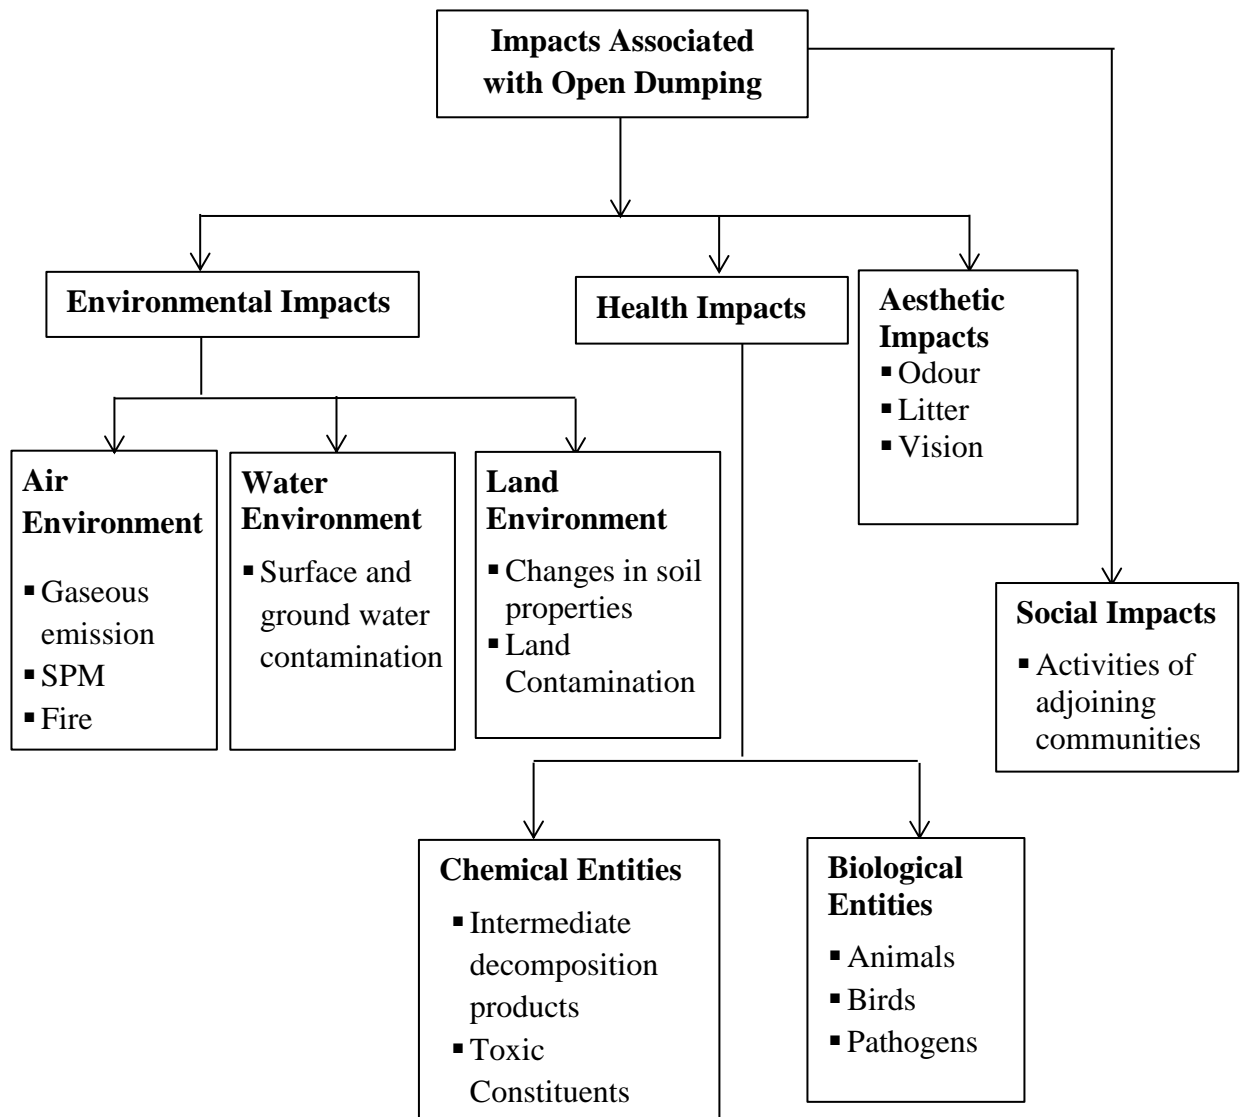 Impacts Associated
with Open Dumping
Environmental Impacts
Health Impacts
Aesthetic
Impacts
▪ Odour
▪ Litter
▪ Vision
Air
Environment
▪ Gaseous
emission
▪ SPM
▪ Fire
Water
Environment
▪ Surface and
ground water
contamination
Land
Environment
▪ Changes in soil
properties
▪ Land
Contamination
Social Impacts
▪ Activities of
adjoining
communities
Chemical Entities
▪ Intermediate
decomposition
products
▪ Toxic
Constituents
Biological
Entities
▪ Animals
▪ Birds
▪ Pathogens